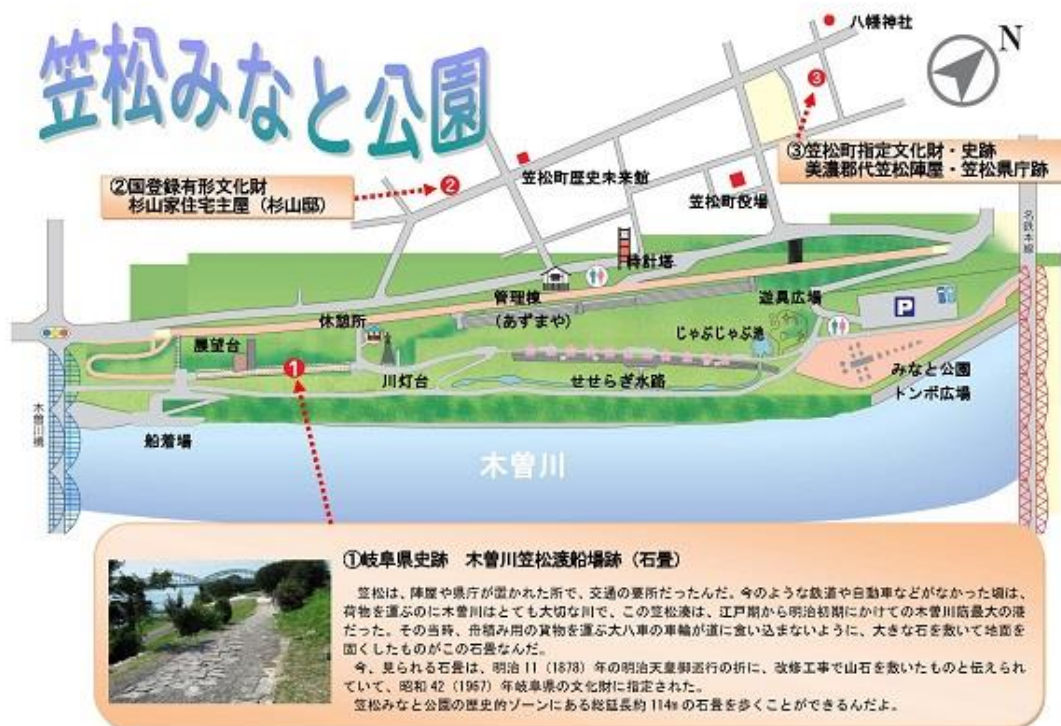 笠松みなと公園
八幡神社
N
③
③笠松町指定文化財・史跡
美濃郡代笠松陣屋・笠松県庁跡
②国登録有形文化財
杉山家住宅主屋（杉山邸）
②
笠松町歴史未来館
笠松町役場
名鉄本線
時計塔
管理棟
（あずまや）
遊具広場
P
休憩所
展望台
じゃぶじゃぶ池
①
川灯台
せせらぎ水路
みなと公園
トンボ広場
木曽川橋
船着場
木曽川
①岐阜県史跡　木曽川笠松渡船場跡（石畳）
笠松は、陣屋や県庁が置かれた所で、交通の要所だったんだ。今のような鉄道や自動車などがなかった頃は、
荷物を運ぶのに木曽川はとても大切な川で、この笠松湊は、江戸期から明治初期にかけての木曽川筋最大の港
だった。その当時、舟積み用の貨物を運ぶ大八車の車輪が道に食い込まないように、大きな石を敷いて地面を
固くしたものがこの石畳なんだ。
今、見られる石畳は、明治11（1878）年の明治天皇御巡行の折に、改修工事で山石を敷いたものと伝えられ
ていて、昭和42（1967）年岐阜県の文化財に指定された。
笠松みなと公園の歴史的ゾーンにある総延長約114mの石畳を歩くことができるんだよ。